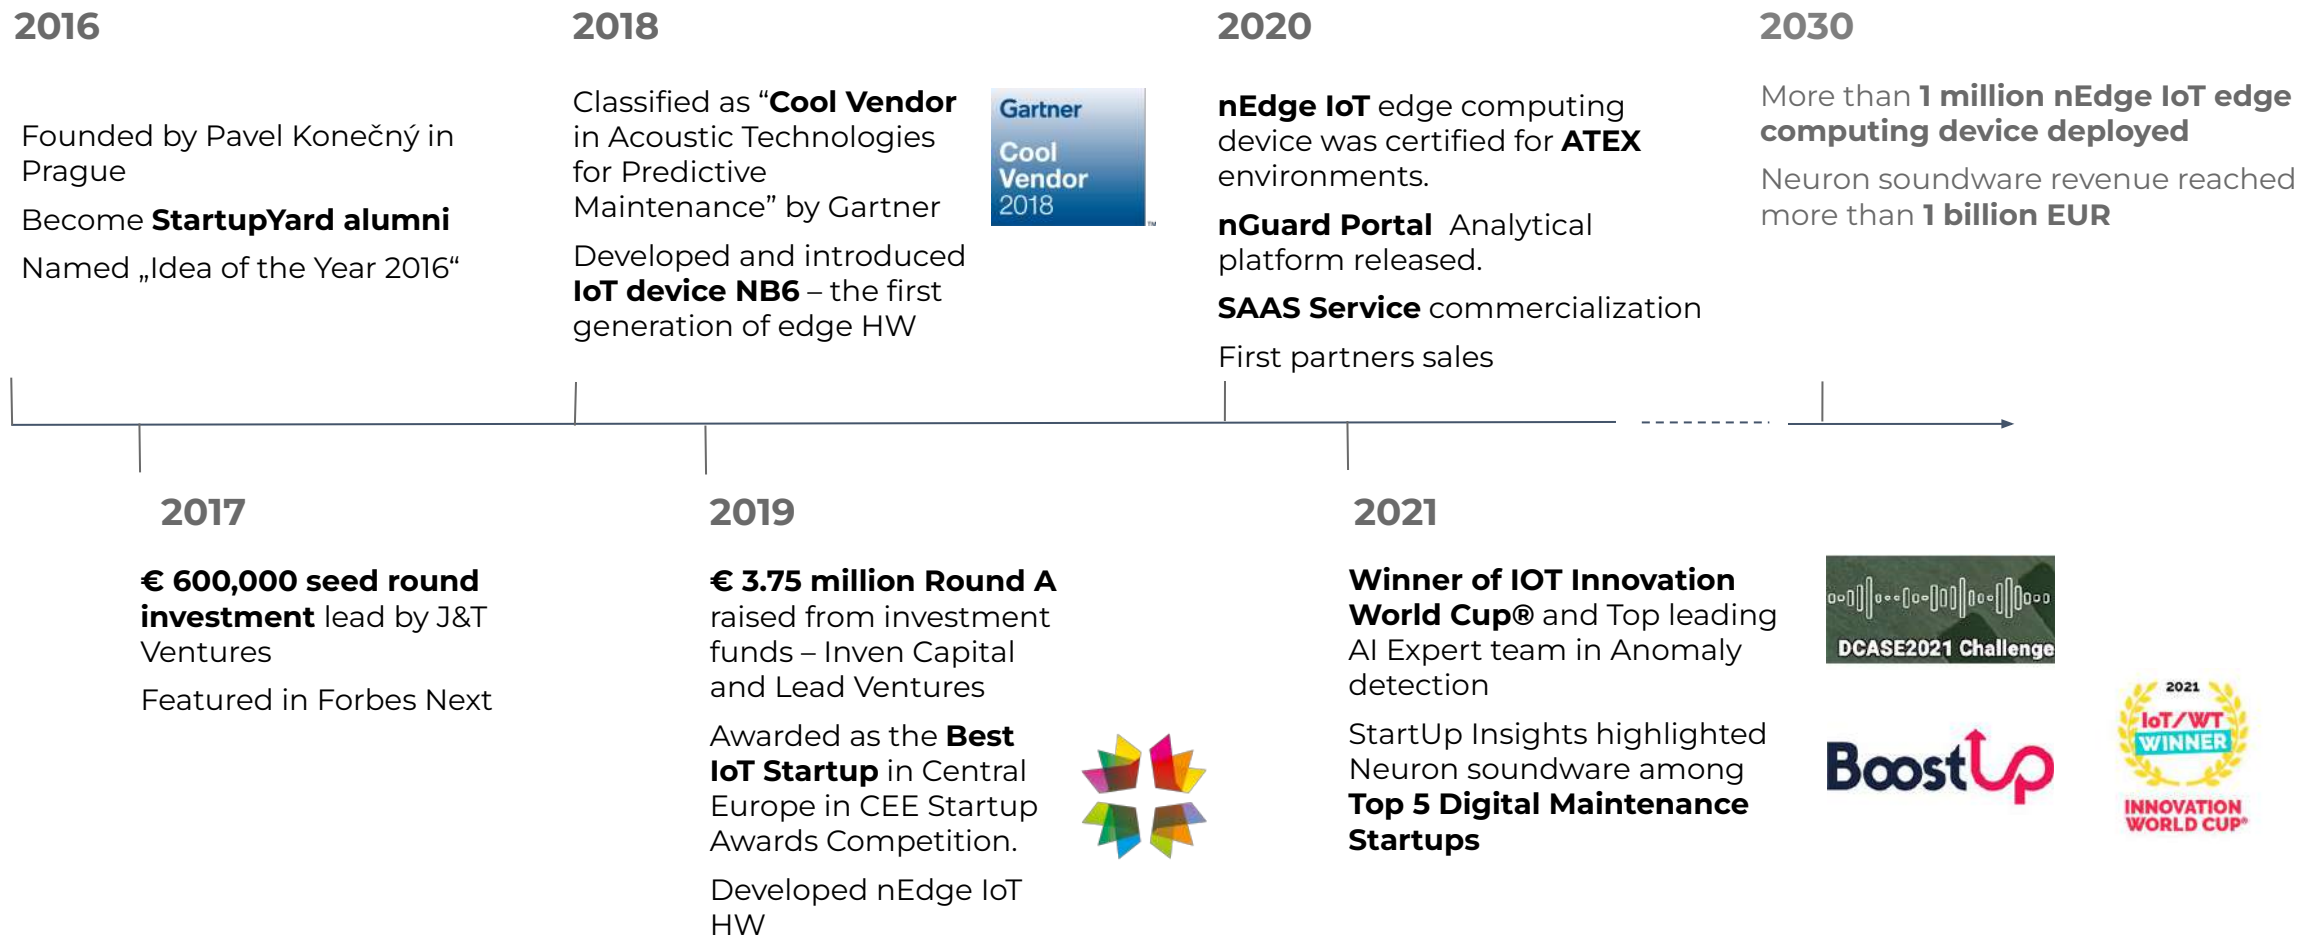 2016
Founded by Pavel Konečný in
Prague
Become StartupYard alumni
Named „Idea of the Year 2016“
2018
Classified as “Cool Vendor
in Acoustic Technologies
for Predictive
Maintenance” by Gartner
Developed and introduced
IoT device NB6 – the first
generation of edge HW
Gartner
Cool
Vendor
2018
™
2020
nEdge IoT edge computing
device was certified for ATEX
environments.
nGuard Portal Analytical
platform released.
SAAS Service commercialization
First partners sales
2030
More than 1 million nEdge IoT edge
computing device deployed
Neuron soundware revenue reached
more than 1 billion EUR
2017
€ 600,000 seed round
investment lead by J&T
Ventures
Featured in Forbes Next
2019
€ 3.75 million Round A
raised from investment
funds – Inven Capital
and Lead Ventures
Awarded as the Best
IoT Startup in Central
Europe in CEE Startup
Awards Competition.
Developed nEdge IoT
HW
2021
Winner of IOT Innovation
World Cup® and Top leading
AI Expert team in Anomaly
detection
StartUp Insights highlighted
Neuron soundware among
Top 5 Digital Maintenance
Startups
DCASE2021 Challenge
BoostUp
2021
IoT/WT
WINNER
INNOVATION
WORLD CUP®